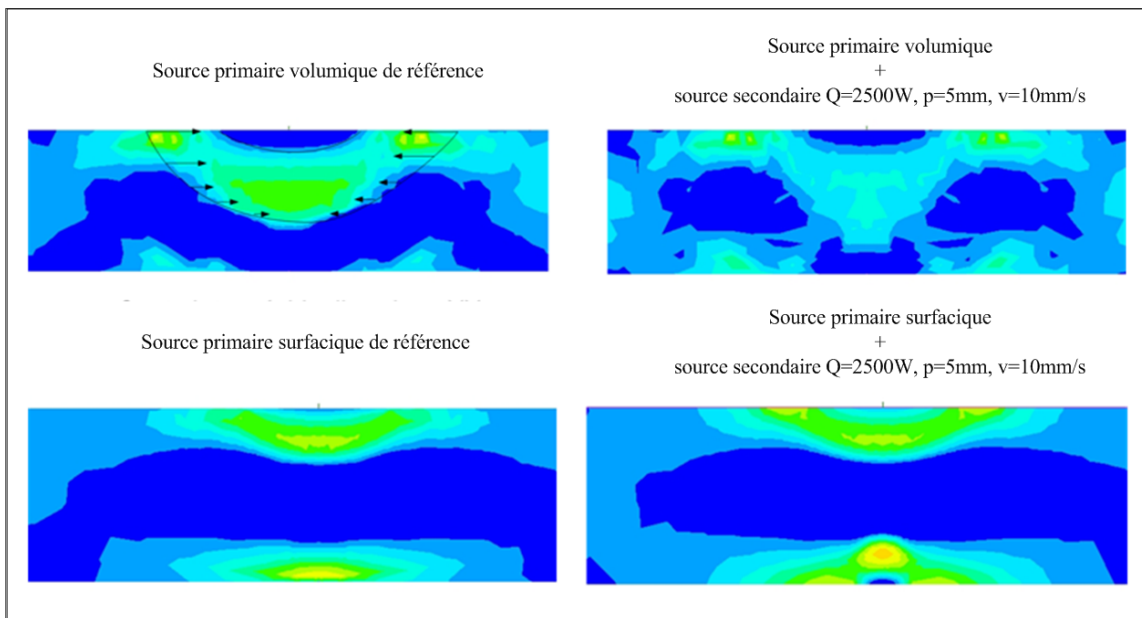 Source primaire volumique de référence
Source primaire volumique
+
source secondaire Q=2500W, p=5mm, v=10mm/s
Source primaire surfacique de référence
Source primaire surfacique
+
source secondaire Q=2500W, p=5mm, v=10mm/s